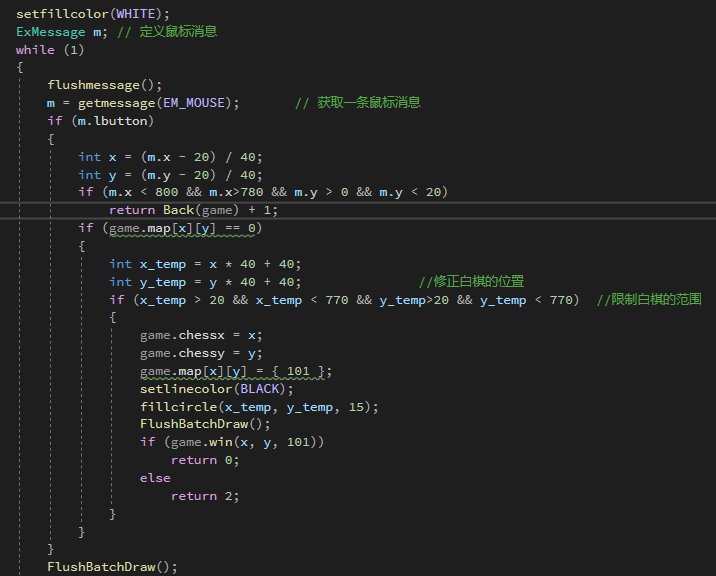 setfillcolor(WHITE);
ExMessage m; // 定义鼠标消息
while (1)
{
flushmessage();
m = getmessage(EM_MOUSE);       // 获取一条鼠标消息
if (m.lbutton)
{
int x = (m.x - 20) / 40;
int y = (m.y - 20) / 40;
if (m.x < 800 && m.x>780 && m.y > 0 && m.y < 20)
return Back(game) + 1;
if (game.map[x][y] == 0)
{
int x_temp = x * 40 + 40;
int y_temp = y * 40 + 40;               //修正白棋的位置
if (x_temp > 20 && x_temp < 770 && y_temp>20 && y_temp < 770)  //限制白棋的范围
{
game.chessx = x;
game.chessy = y;
game.map[x][y] = { 101 };
setlinecolor(BLACK);
fillcircle(x_temp, y_temp, 15);
FlushBatchDraw();
if (game.win(x, y, 101))
return 0;
else
return 2;
}
}
}
FlushBatchDraw();